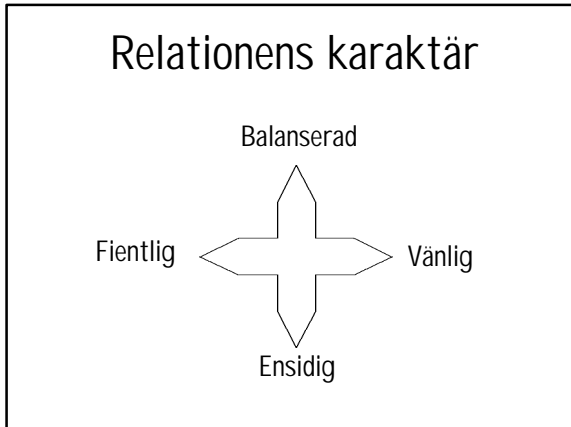 Relationens karaktär
Balanserad
Fientlig
Vänlig
Ensidig